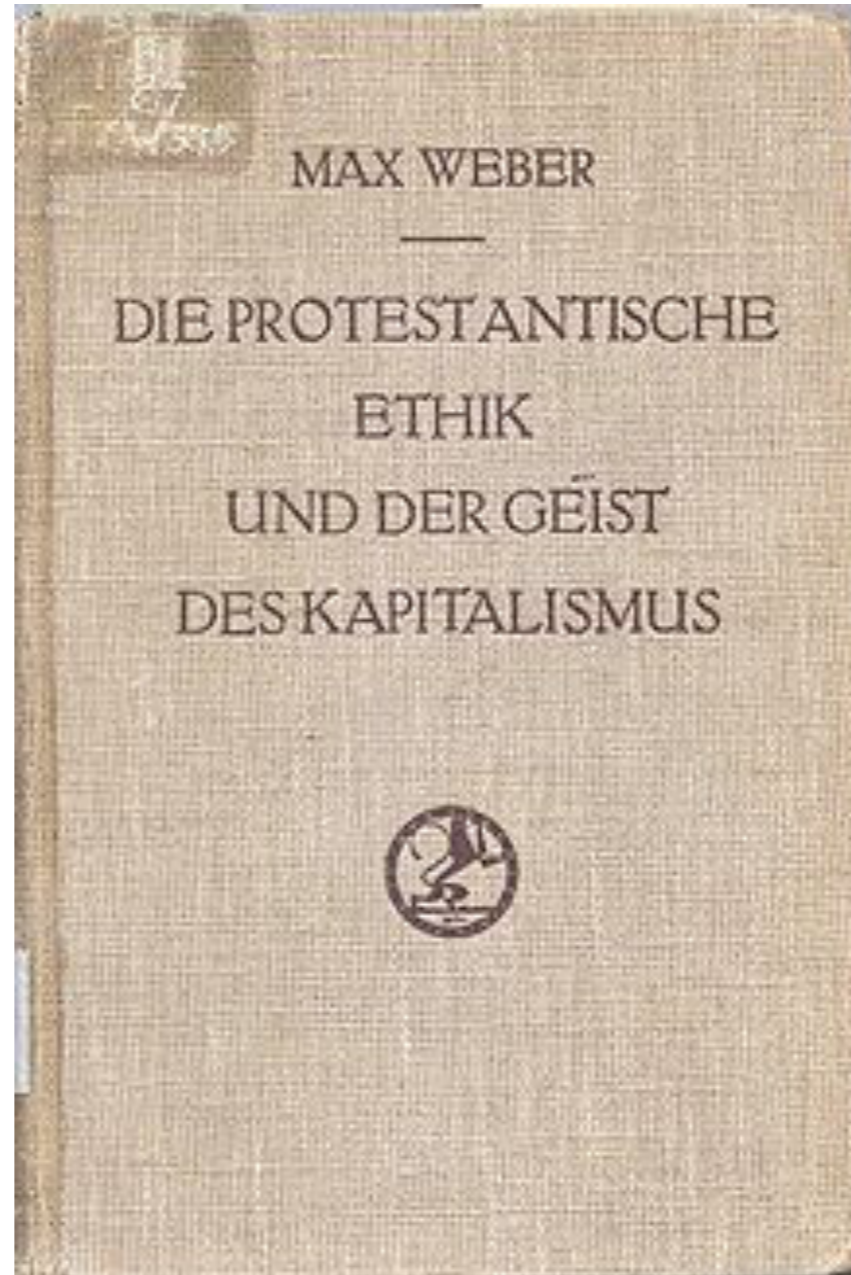 MAX WEBER
DIE PROTESTANTISCHE
ETHIK
UND DER GEIST
DES KAPITALISMUS